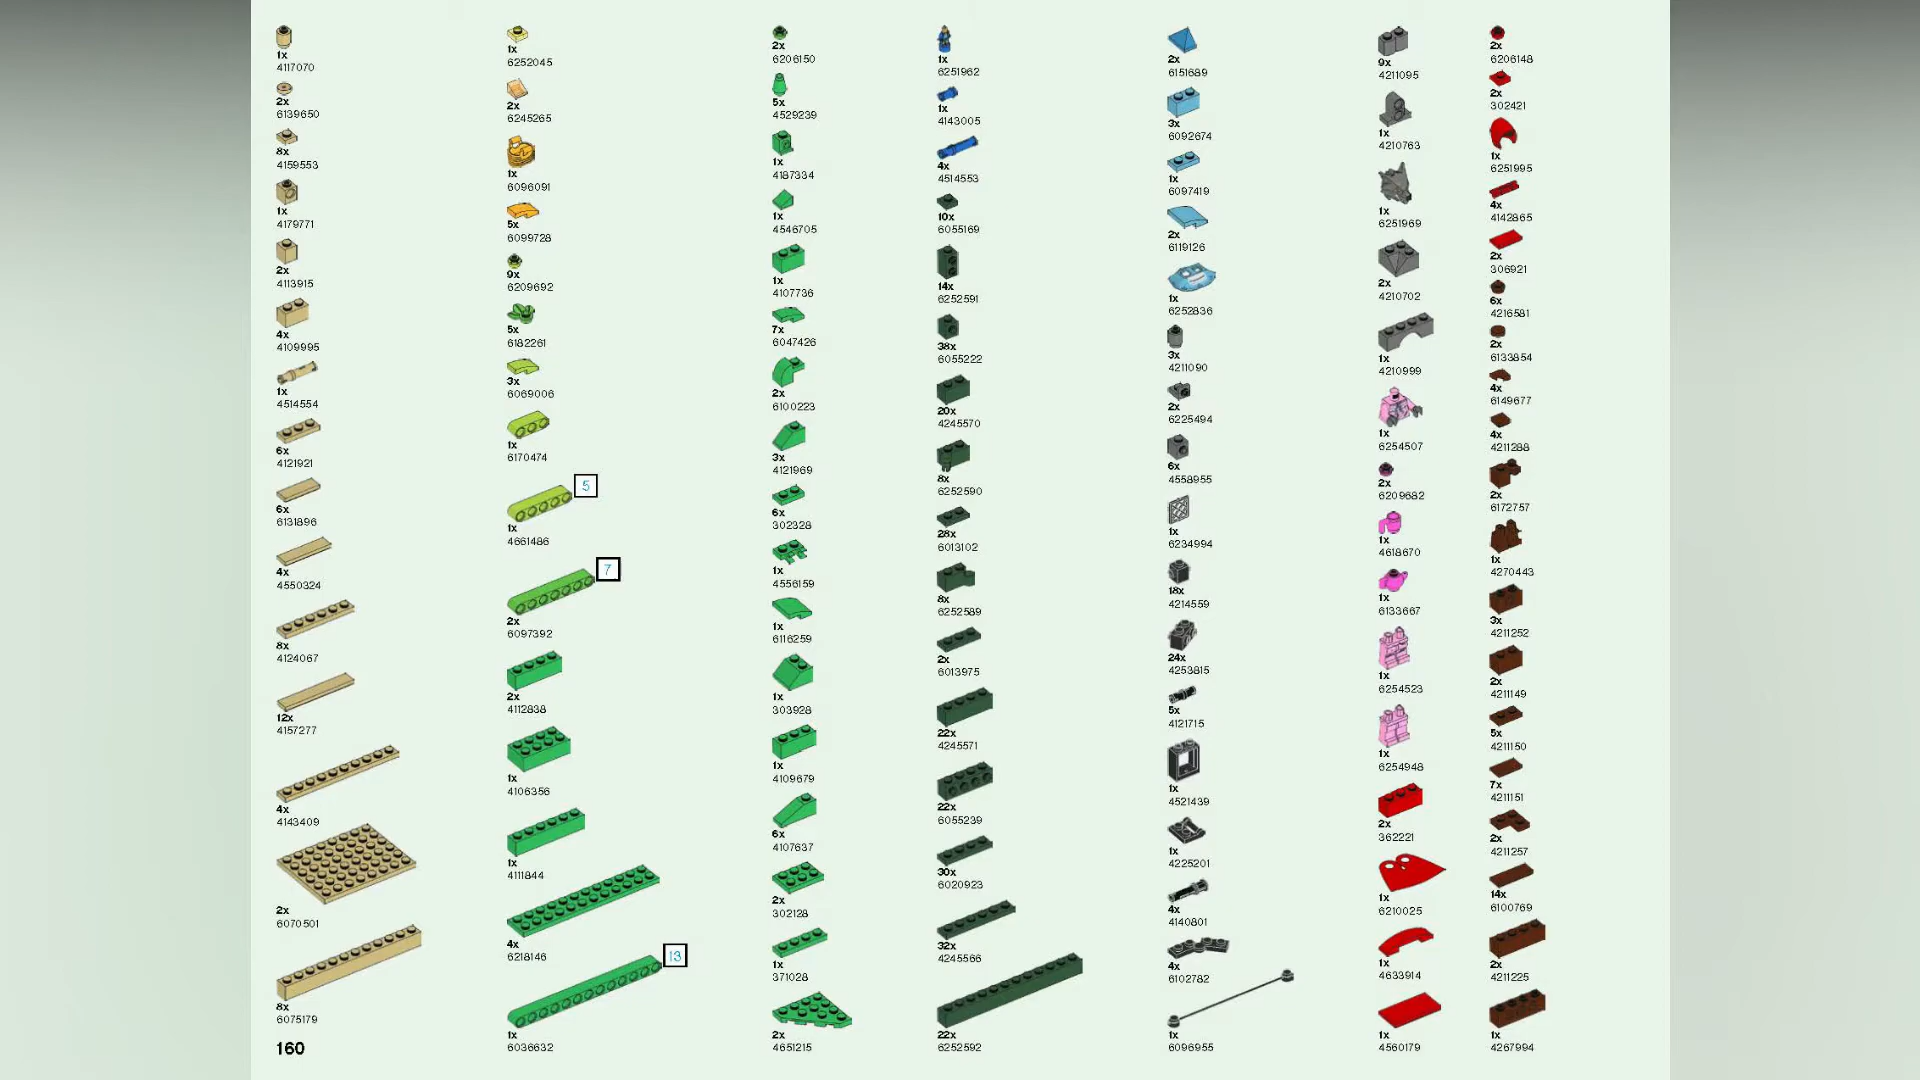 1x
4117070
2x
6139650
8x
4159553
1x
4179771
2x
4113915
4x
4109995
1x
4514554
6x
4121921
6x
6131896
4x
4550324
8x
4124067
12x
4157277
4x
4143409
2x
6070501
8x
6075179
160
1x
6252045
2x
6245265
1x
6096091
5x
6099728
9x
6209692
5x
6182261
3x
6069006
1x
6170474
5
1x
4661486
7
2x
6097392
2x
4112838
1x
4106356
1x
4111844
4x
6218146
13
1x
6036632
2x
6206150
5x
4529239
1x
4187334
1x
4546705
1x
4107736
7x
6047426
2x
6100223
3x
4121969
6x
302328
1x
4556159
1x
6116259
1x
303928
1x
4109679
6x
4107637
2x
302128
1x
371028
2x
4651215
1x
6251962
1x
4143005
4x
4514553
10x
6055169
14x
6252591
38x
6055222
20x
4245570
8x
6252590
28x
6013102
8x
6252589
2x
6013975
22x
4245571
22x
6055239
30x
6020923
32x
4245566
22x
6252592
2x
6151689
3x
6092674
1x
6097419
2x
6119126
1x
6252836
3x
4211090
2x
6225494
6x
4558955
1x
6234994
18x
4214559
24x
4253815
5x
4121715
1x
4521439
1x
4225201
4x
4140801
4x
6102782
1x
6096955
9x
4211095
1x
4210763
1x
6251969
2x
4210702
1x
4210999
1x
6254507
2x
6209682
1x
4618670
1x
6133667
1x
6254523
1x
6254948
2x
362221
1x
6210025
1x
4633914
1x
4560179
2x
6206148
2x
302421
1x
6251995
4x
4142865
2x
306921
6x
4216581
2x
6133854
4x
6149677
4x
4211288
2x
6172757
1x
4270443
3x
4211252
2x
4211149
5x
4211150
7x
4211151
2x
4211257
14x
6100769
2x
4211225
1x
4267994